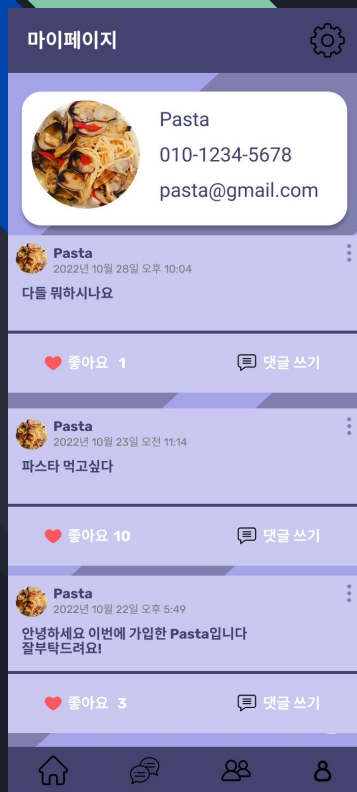 마이페이지
Pasta
010-1234-5678
pasta@gmail.com
Pasta
2022년 10월 28일 오후 10:04
다들 뭐하시나요
좋아요 1
댓글 쓰기
Pasta
2022년 10월 23일 오전 11:14
파스타 먹고싶다
좋아요 10
댓글 쓰기
Pasta
2022년 10월 22일 오후 5:49
안녕하세요 이번에 가입한 Pasta입니다
잘부탁드려요!
좋아요 3
댓글 쓰기